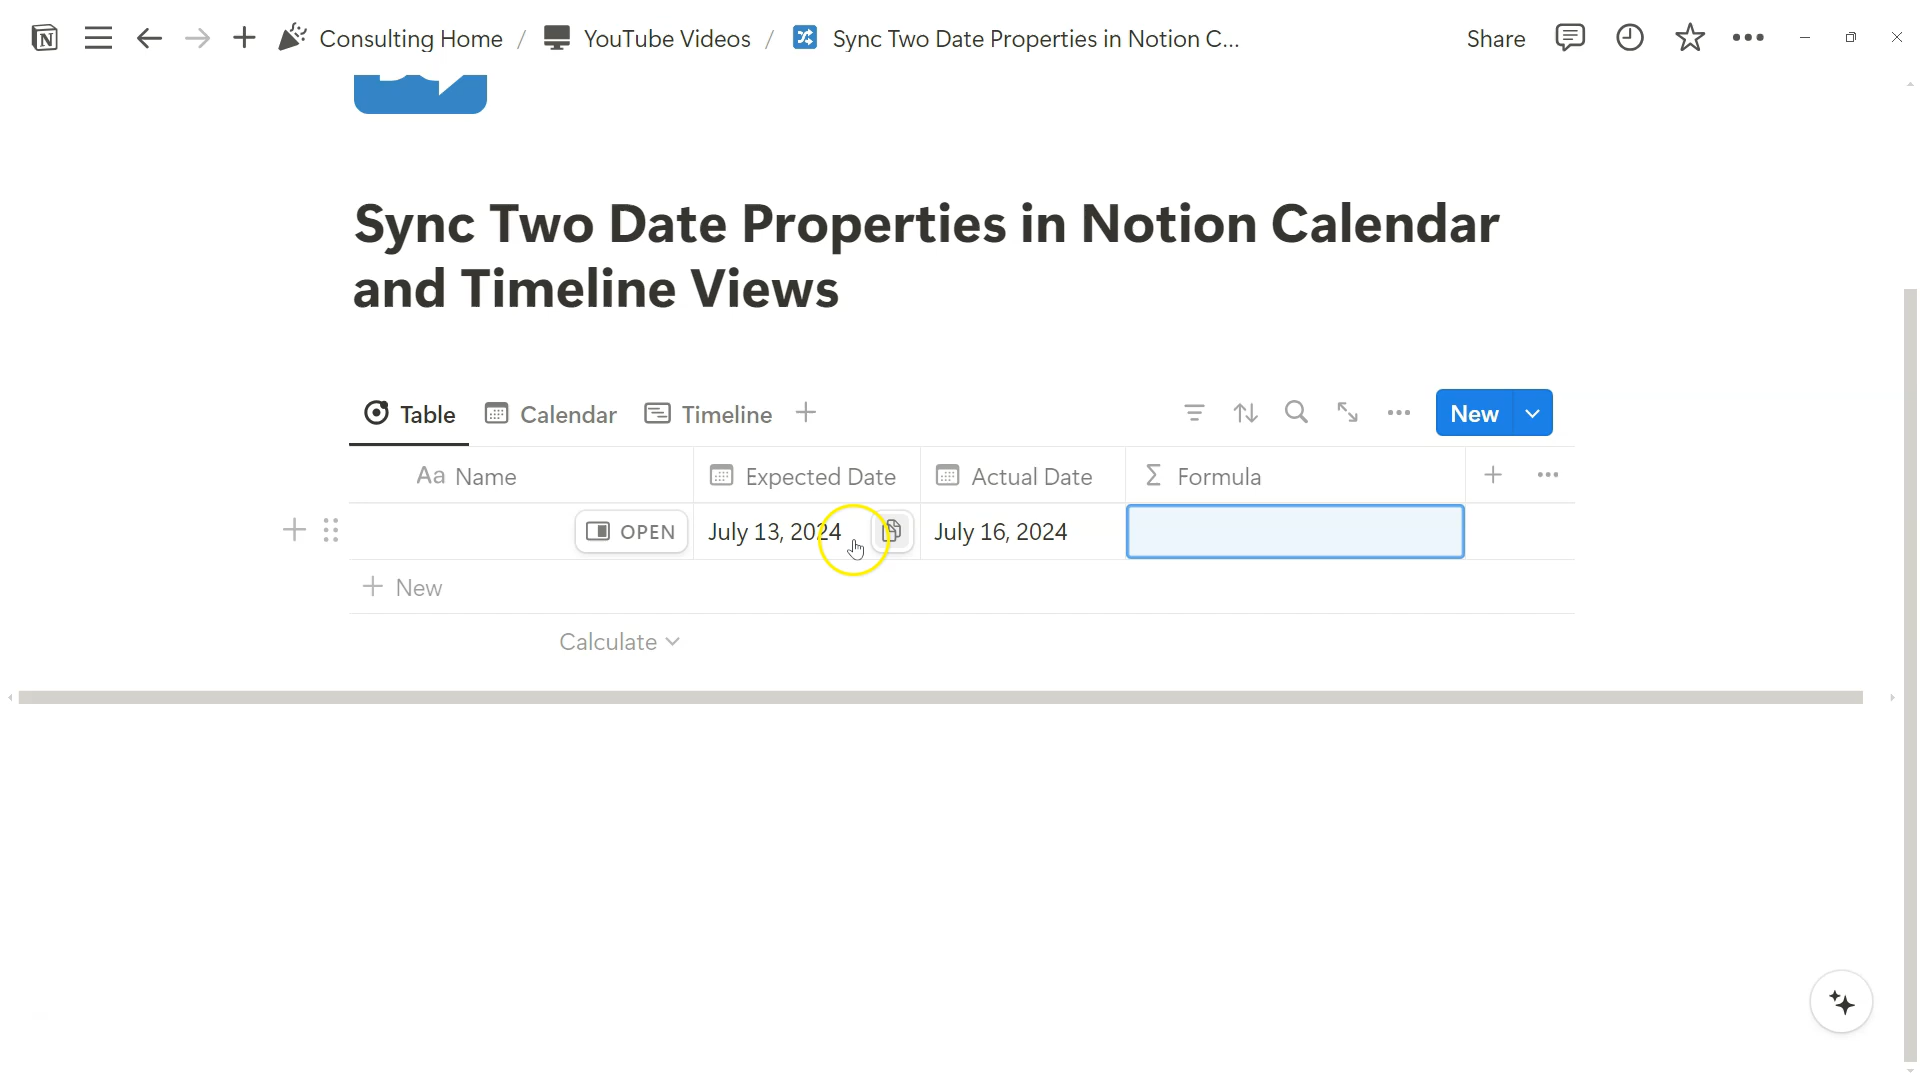 Consulting Home / YouTube Videos / Sync Two Date Properties in Notion C... Share
Sync Two Date Properties in Notion Calendar
and Timeline Views
Table Calendar Timeline New
Aa Name Expected Date Actual Date Σ Formula
OPEN July 13, 2024 July 16, 2024
New
Calculate